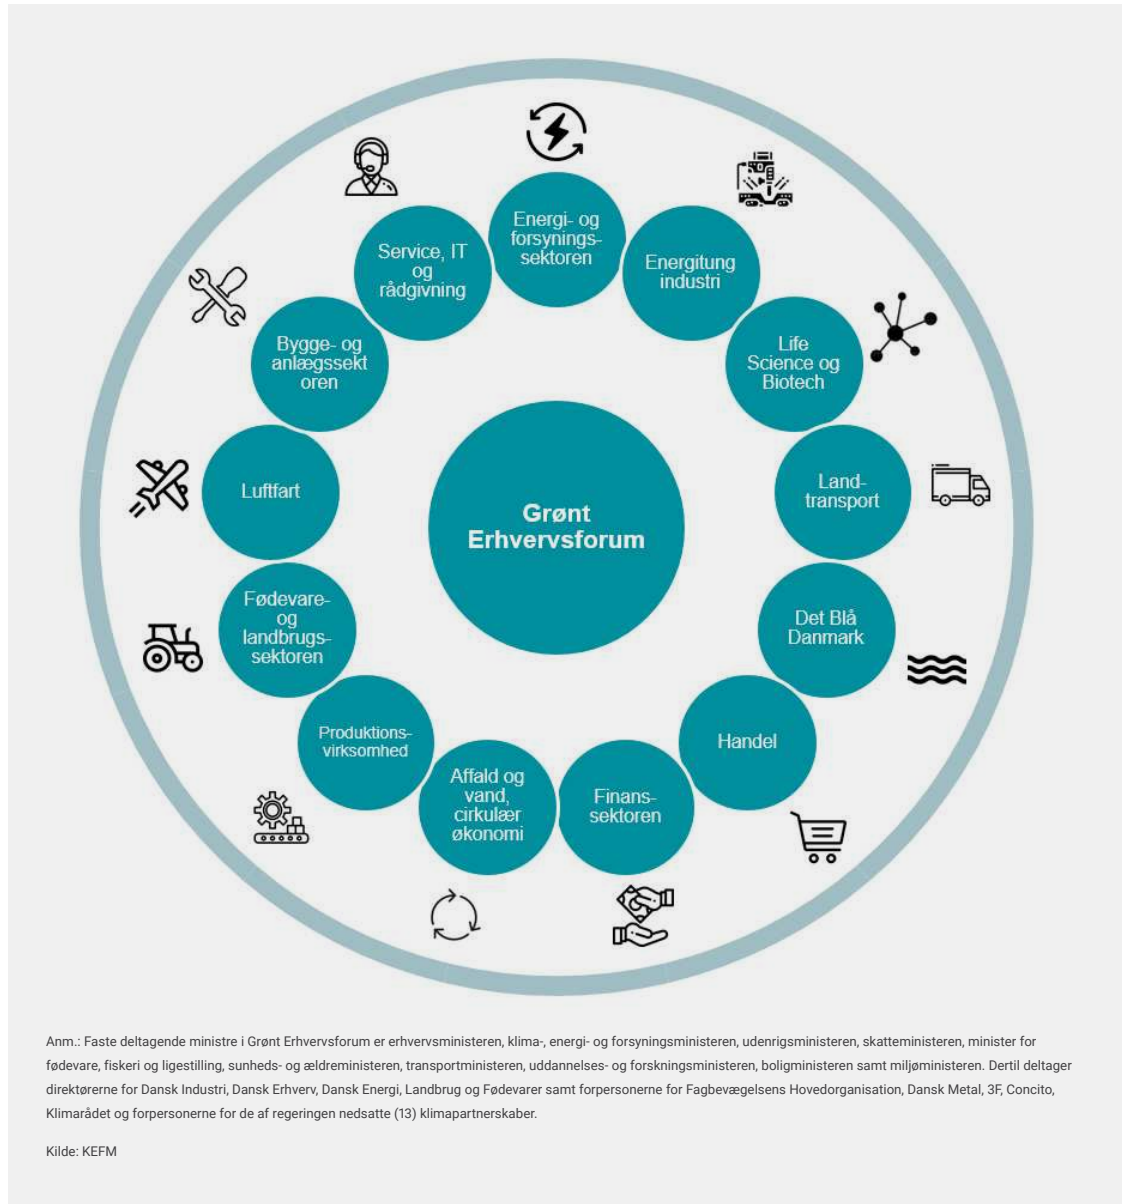 Energi- og
forsynings-
sektoren
Energitung
industri
Life
Science og
Biotech
Land-
transport
Det Blå
Danmark
Handel
Finans-
sektoren
Affald og
vand,
cirkulær
økonomi
Produktions-
virksomhed
Fødevare-
og
landbrugs-
sektoren
Luftfart
Bygge- og
anlægssekt
oren
Service, IT
og
rådgivning
Grønt
Erhvervsforum
Anm.: Faste deltagende ministre i Grønt Erhvervsforum er erhvervsministeren, klima-, energi- og forsyningsministeren, udenrigsministeren, skatteministeren, minister for
fødevare, fiskeri og ligestilling, sunheds- og ældreministeren, transportministeren, uddannelses- og forskningsministeren, boligministeren samt miljøministeren. Dertil deltager
direktørerne for Dansk Industri, Dansk Erhverv, Dansk Energi, Landbrug og Fødevarer samt forpersonerne for Fagbevægelsens Hovedorganisation, Dansk Metal, 3F, Concito,
Klimarådet og forpersonerne for de af regeringen nedsatte (13) klimapartnerskaber.
Kilde: KEFM